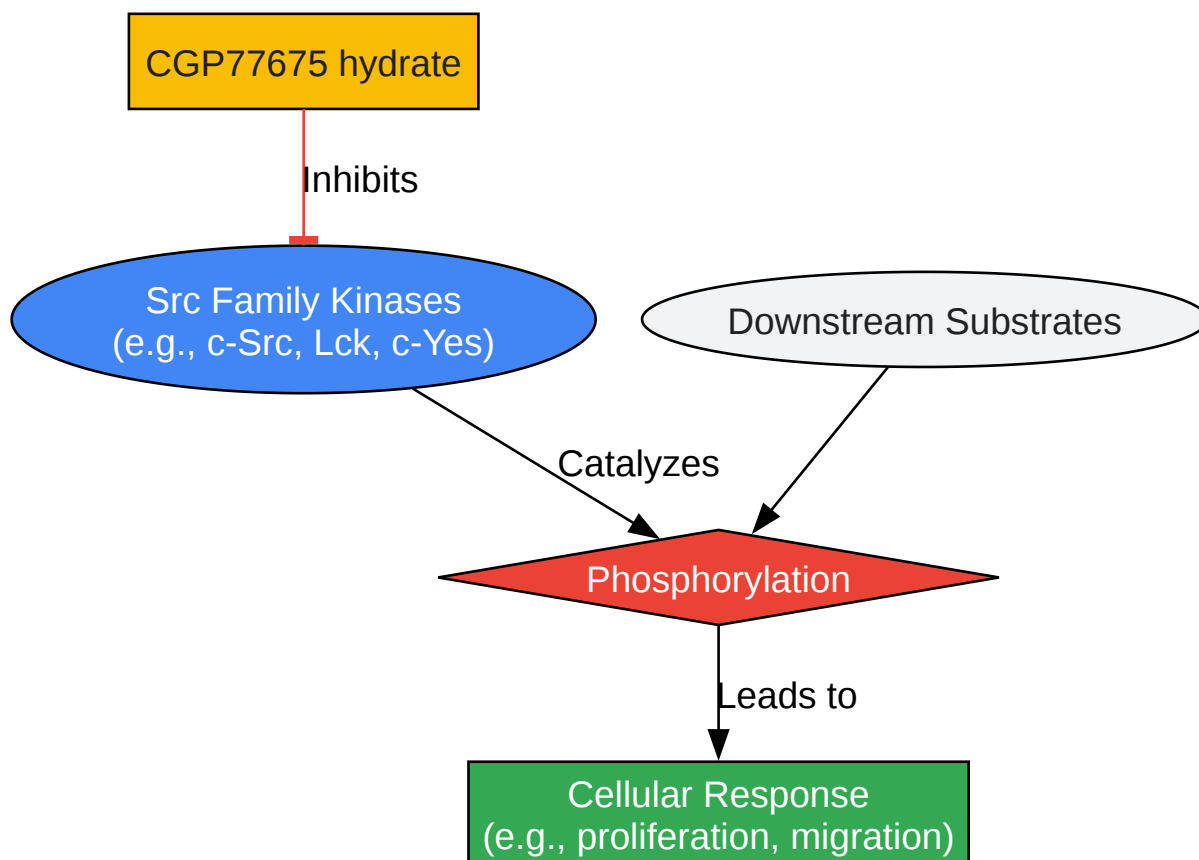 CGP77675 hydrate
Inhibits
Src Family Kinases
(e.g., c-Src, Lck, c-Yes)
Downstream Substrates
Catalyzes
Phosphorylation
Leads to
Cellular Response
(e.g., proliferation, migration)